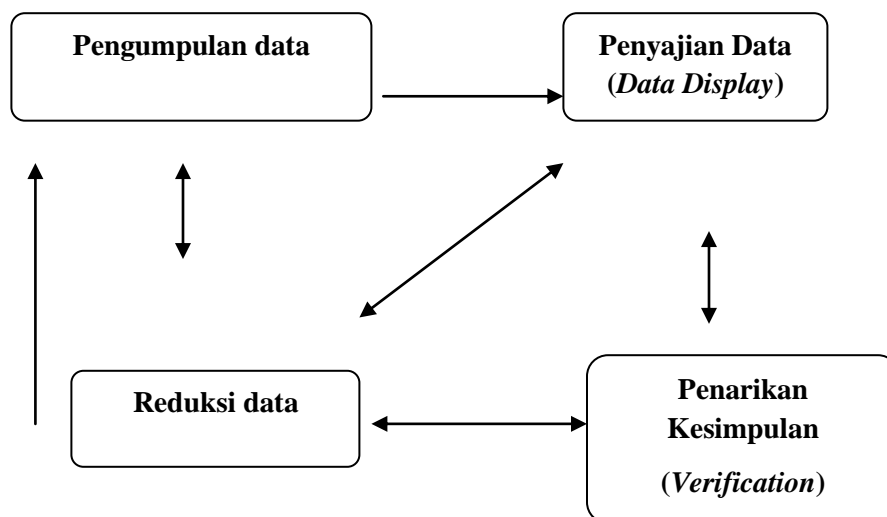 Pengumpulan data
Penyajian Data
(Data Display)
Reduksi data
Penarikan
Kesimpulan
(Verification)